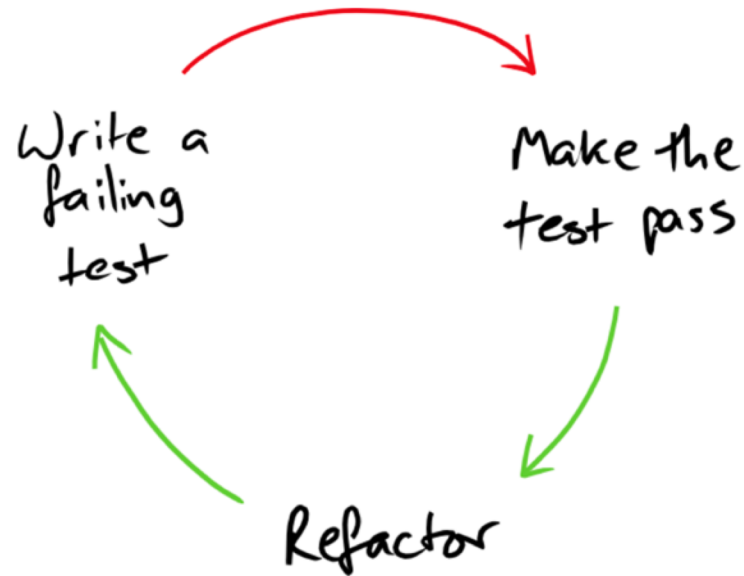 Write a
failing
test
Make the
test pass
Refactor